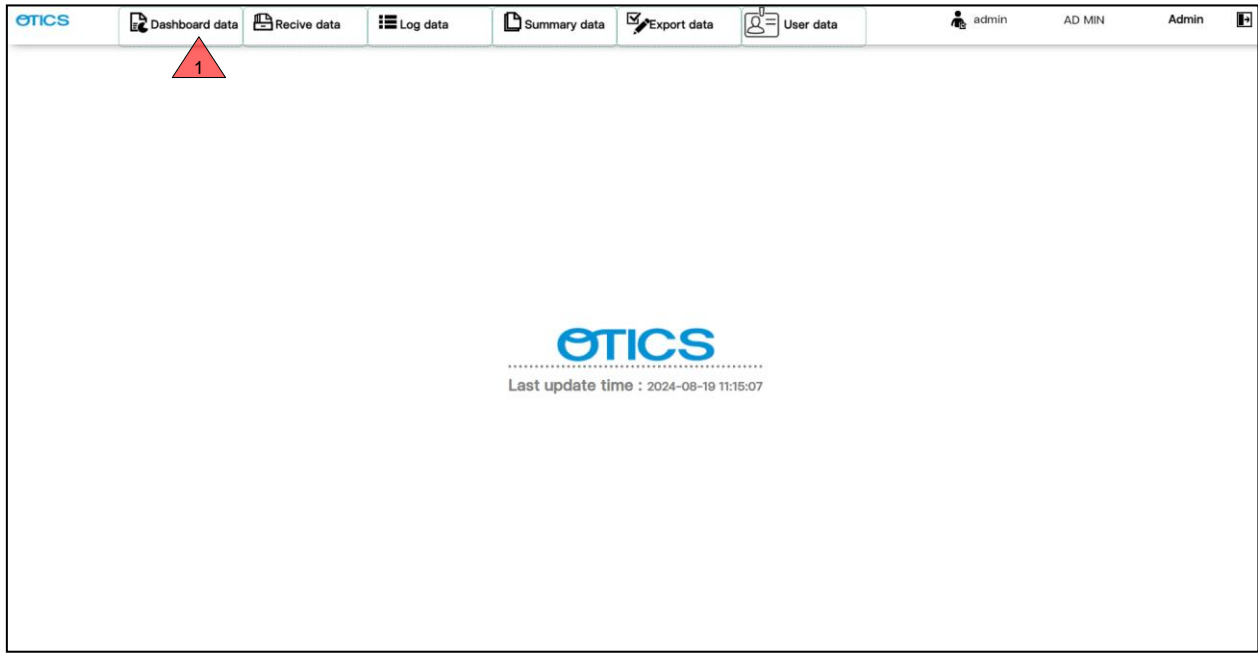 OTICS Dashboard data Recive data Log data Summary data Export data User data admin AD MIN Admin
1
OTICS
Last update time : 2024-08-19 11:15:07